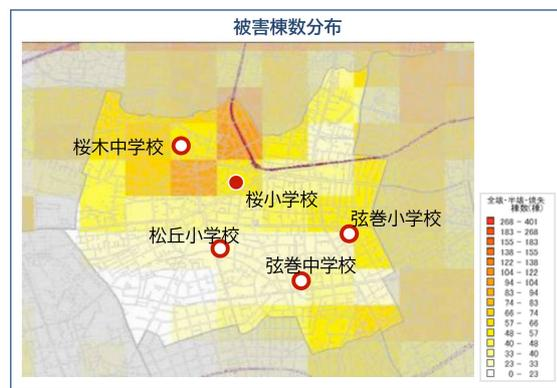 被害棟数分布
桜木中学校
桜小学校
弦巻小学校
松丘小学校
弦巻中学校
全壊・半壊・焼失
棟数(棟)
268 - 401
183 - 268
155 - 183
138 - 155
122 - 138
104 - 122
94 - 104
83 - 94
74 - 83
66 - 74
57 - 66
48 - 57
40 - 48
33 - 40
23 - 33
0 - 23